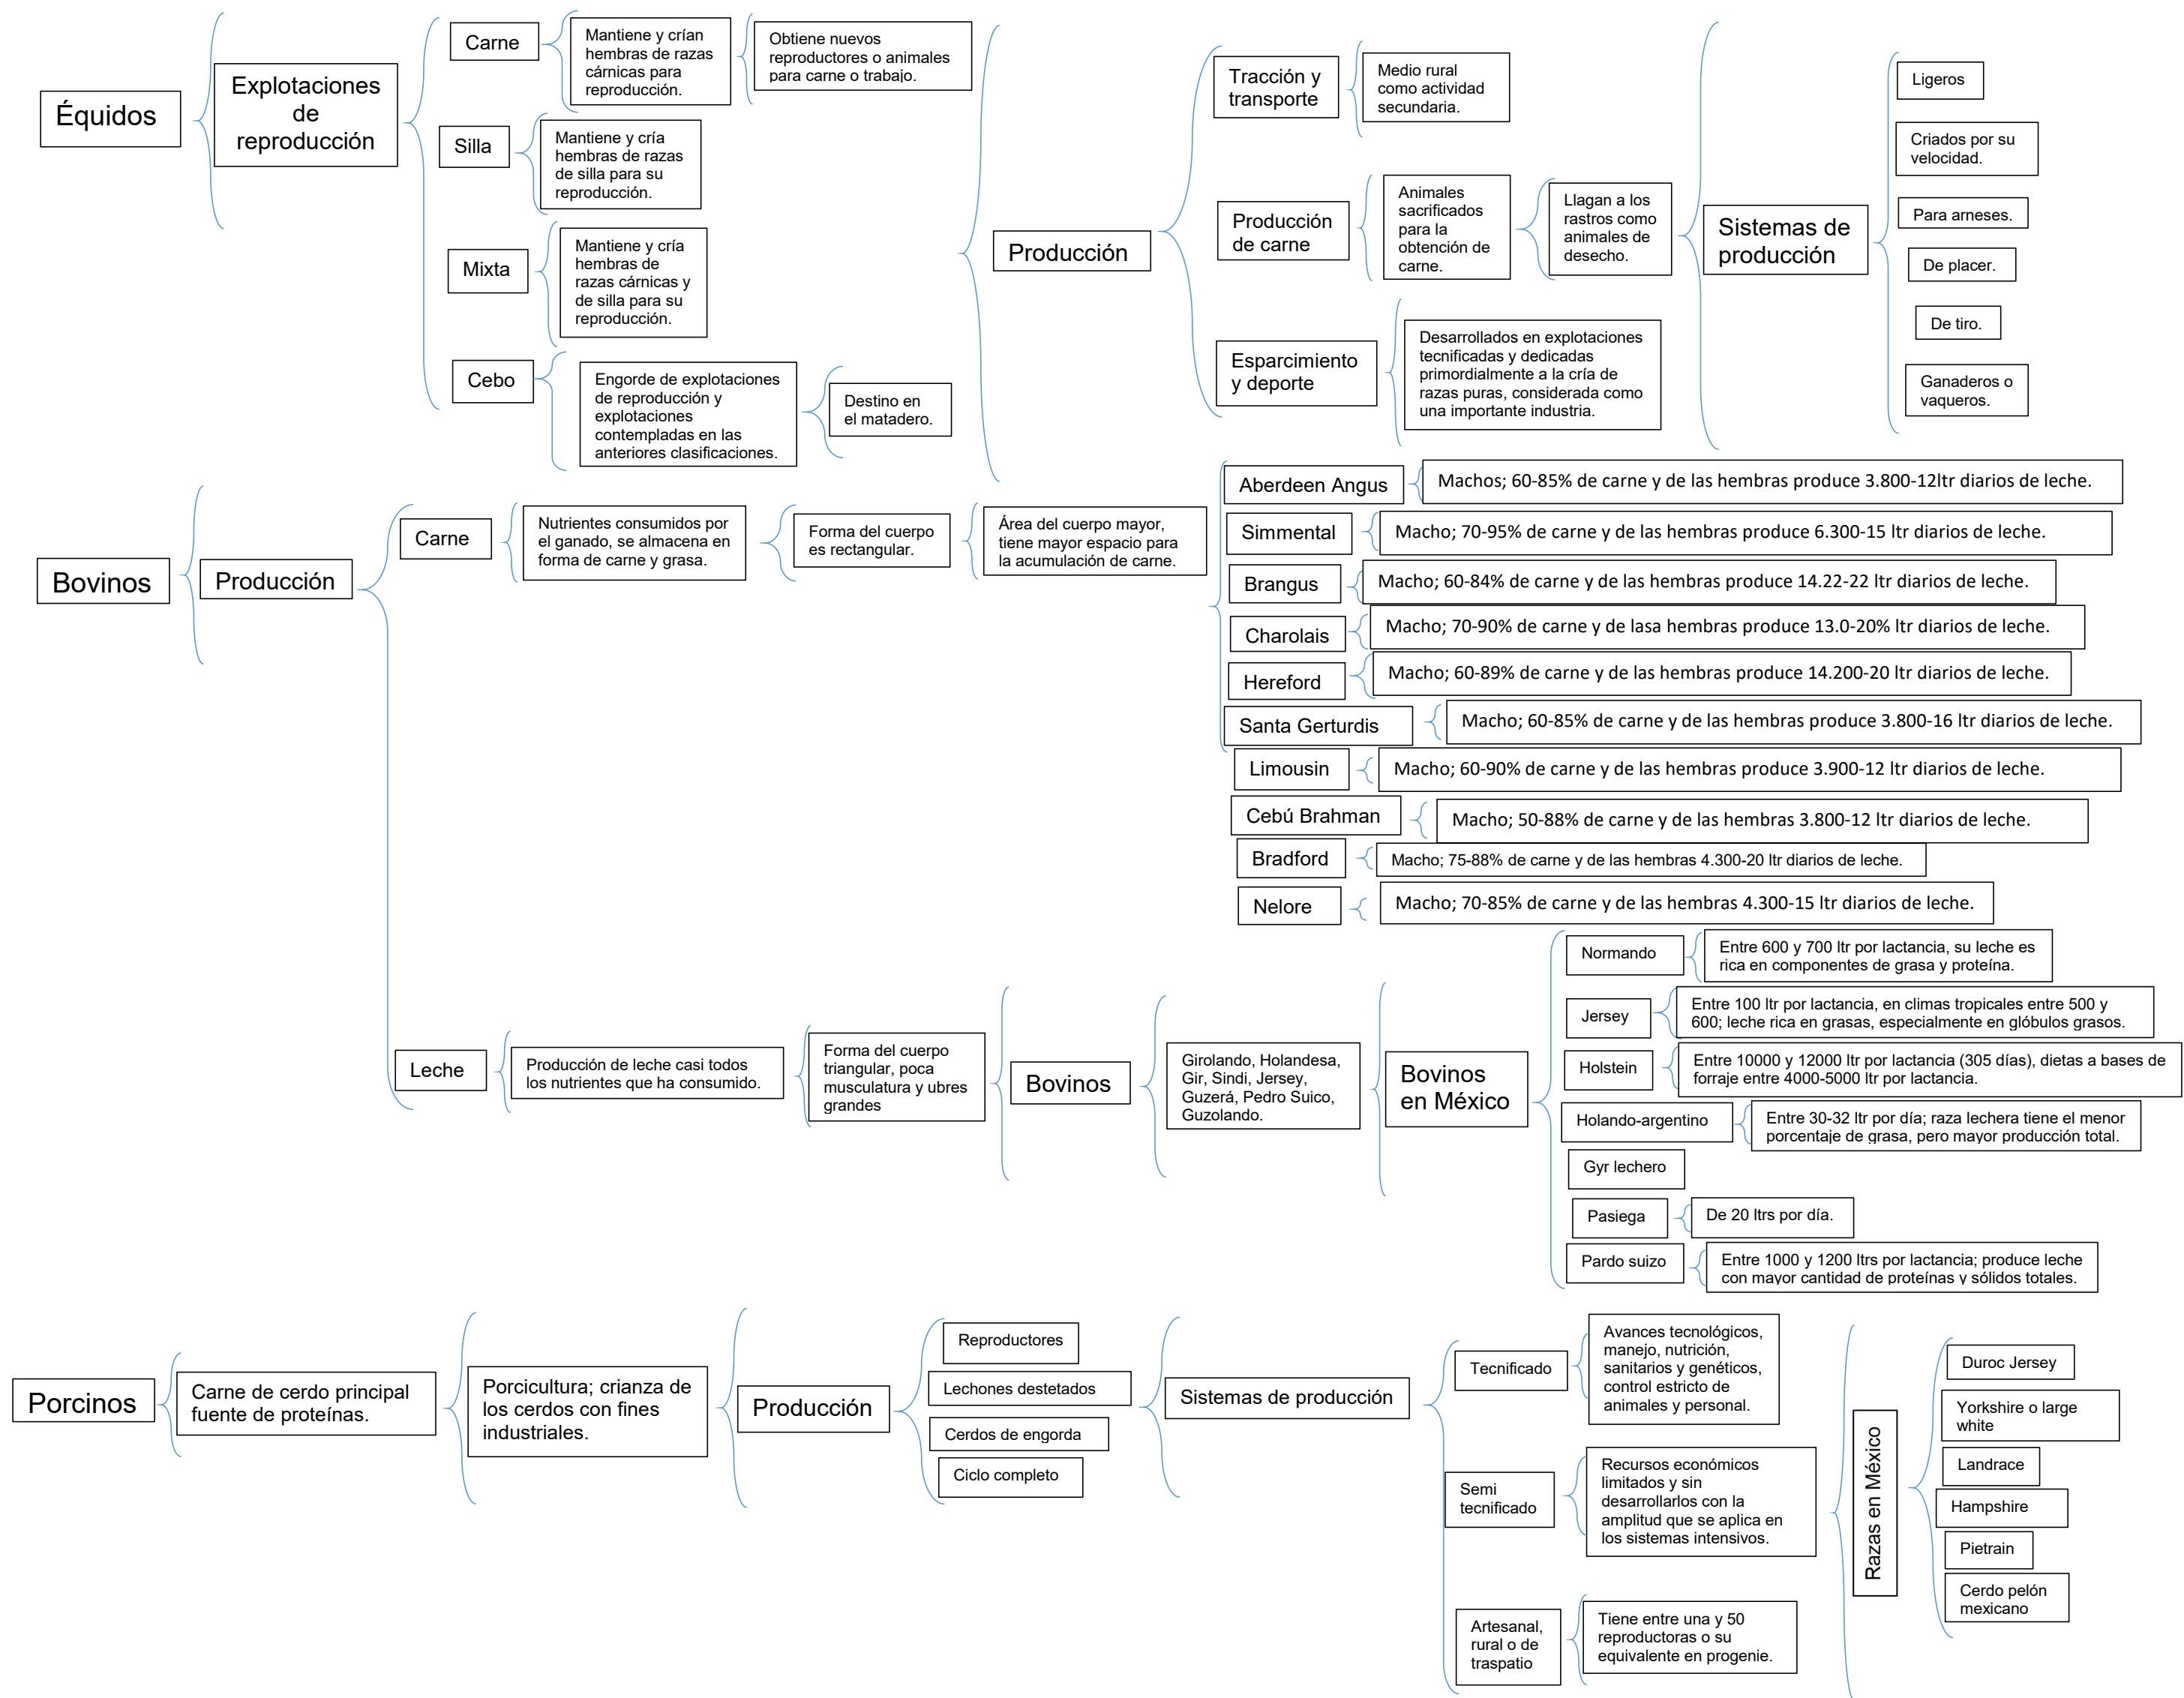 Équidos
Explotaciones
de
reproducción
Carne
Mantiene y crían
hembras de razas
cárnicas para
reproducción.
Obtiene nuevos
reproductores o animales
para carne o trabajo.
Silla
Mantiene y cría
hembras de razas
de silla para su
reproducción.
Mixta
Mantiene y cría
hembras de
razas cárnicas y
de silla para su
reproducción.
Cebo
Engorde de explotaciones
de reproducción y
explotaciones
contempladas en las
anteriores clasificaciones.
Destino en
el matadero.
Producción
Tracción y
transporte
Medio rural
como actividad
secundaria.
Producción
de carne
Animales
sacrificados
para la
obtención de
carne.
Llagan a los
rastros como
animales de
desecho.
Esparcimiento
y deporte
Desarrollados en explotaciones
tecnificadas y dedicadas
primordialmente a la cría de
razas puras, considerada como
una importante industria.
Sistemas de
producción
Ligeros
Criados por su
velocidad.
Para arneses.
De placer.
De tiro.
Ganaderos o
vaqueros.
Bovinos
Producción
Carne
Nutrientes consumidos por
el ganado, se almacena en
forma de carne y grasa.
Forma del cuerpo
es rectangular.
Área del cuerpo mayor,
tiene mayor espacio para
la acumulación de carne.
Aberdeen Angus
Machos; 60-85% de carne y de las hembras produce 3.800-12ltr diarios de leche.
Simmental
Macho; 70-95% de carne y de las hembras produce 6.300-15 ltr diarios de leche.
Brangus
Macho; 60-84% de carne y de las hembras produce 14.22-22 ltr diarios de leche.
Charolais
Macho; 70-90% de carne y de lasa hembras produce 13.0-20% ltr diarios de leche.
Hereford
Macho; 60-89% de carne y de las hembras produce 14.200-20 ltr diarios de leche.
Santa Gerturdis
Macho; 60-85% de carne y de las hembras produce 3.800-16 ltr diarios de leche.
Limousin
Macho; 60-90% de carne y de las hembras produce 3.900-12 ltr diarios de leche.
Cebú Brahman
Macho; 50-88% de carne y de las hembras 3.800-12 ltr diarios de leche.
Bradford
Macho; 75-88% de carne y de las hembras 4.300-20 ltr diarios de leche.
Nelore
Macho; 70-85% de carne y de las hembras 4.300-15 ltr diarios de leche.
Leche
Producción de leche casi todos
los nutrientes que ha consumido.
Forma del cuerpo
triangular, poca
musculatura y ubres
grandes
Bovinos
Girolando, Holandesa,
Gir, Sindi, Jersey,
Guzerá, Pedro Suico,
Guzolando.
Bovinos
en México
Normando
Entre 600 y 700 ltr por lactancia, su leche es
rica en componentes de grasa y proteína.
Jersey
Entre 100 ltr por lactancia, en climas tropicales entre 500 y
600; leche rica en grasas, especialmente en glóbulos grasos.
Holstein
Entre 10000 y 12000 ltr por lactancia (305 días), dietas a bases de
forraje entre 4000-5000 ltr por lactancia.
Holando-argentino
Entre 30-32 ltr por día; raza lechera tiene el menor
porcentaje de grasa, pero mayor producción total.
Gyr lechero
Pasiega
De 20 ltrs por día.
Pardo suizo
Entre 1000 y 1200 ltrs por lactancia; produce leche
con mayor cantidad de proteínas y sólidos totales.
Porcinos
Carne de cerdo principal
fuente de proteínas.
Porcicultura; crianza de
los cerdos con fines
industriales.
Producción
Reproductores
Lechones destetados
Cerdos de engorda
Ciclo completo
Sistemas de producción
Tecnificado
Avances tecnológicos,
manejo, nutrición,
sanitarios y genéticos,
control estricto de
animales y personal.
Semi
tecnificado
Recursos económicos
limitados y sin
desarrollarlos con la
amplitud que se aplica en
los sistemas intensivos.
Artesanal,
rural o de
traspatio
Tiene entre una y 50
reproductoras o su
equivalente en progenie.
Razas en México
Duroc Jersey
Yorkshire o large
white
Landrace
Hampshire
Pietrain
Cerdo pelón
mexicano